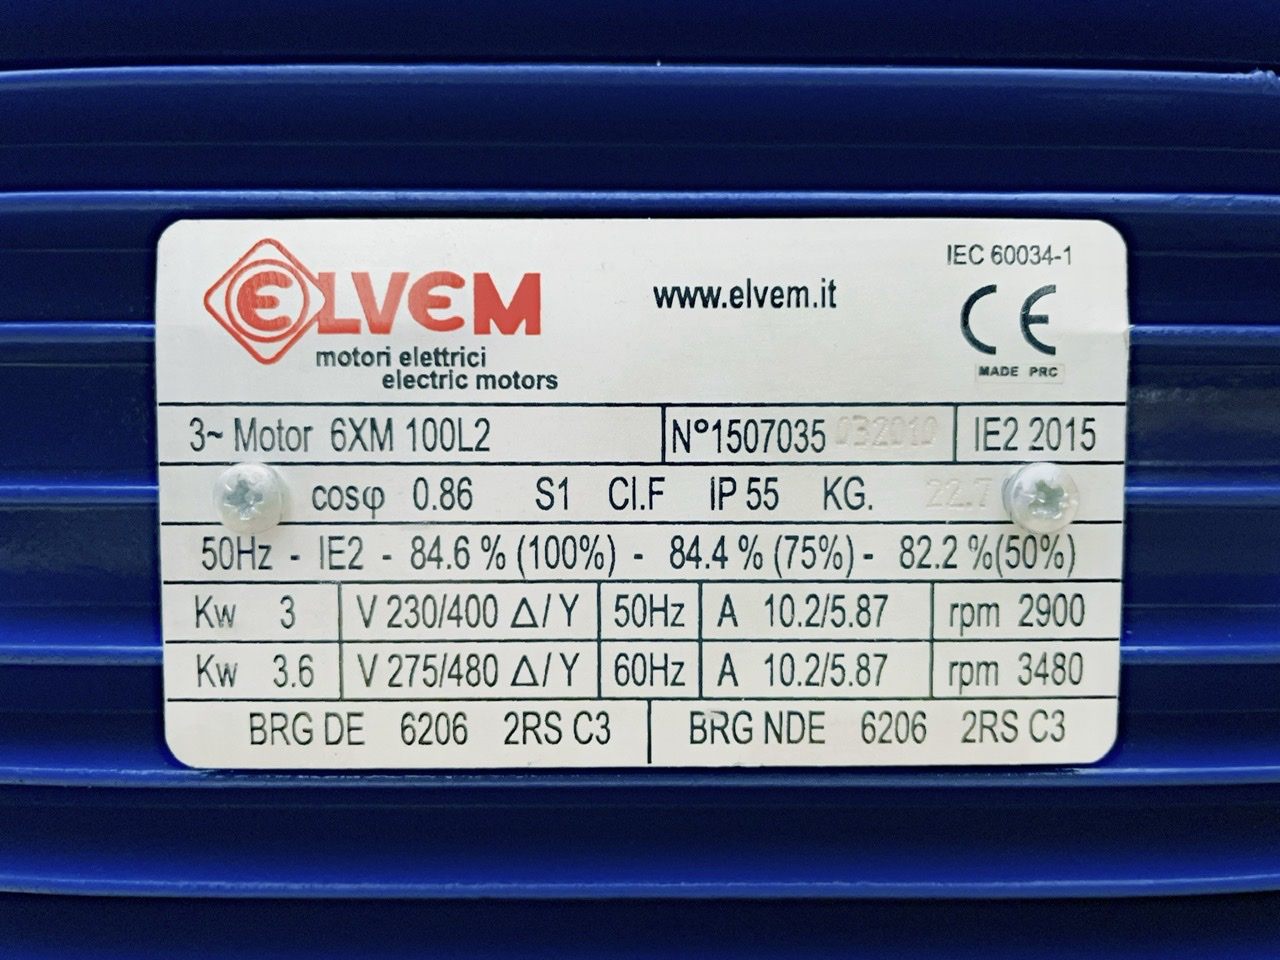 ELVEM
motori elettrici
electric motors
www.elvem.it
IEC 60034-1
CE
MADE PRC
3~ Motor 6XM 100L2 N°1507035 032010 IE2 2015
cosφ 0.86 S1 Cl.F IP 55 KG. 22.7
50Hz - IE2 - 84.6 % (100%) - 84.4 % (75%) - 82.2 %(50%)
Kw 3 V 230/400 Δ/Y 50Hz A 10.2/5.87 rpm 2900
Kw 3.6 V 275/480 Δ/Y 60Hz A 10.2/5.87 rpm 3480
BRG DE 6206 2RS C3 BRG NDE 6206 2RS C3